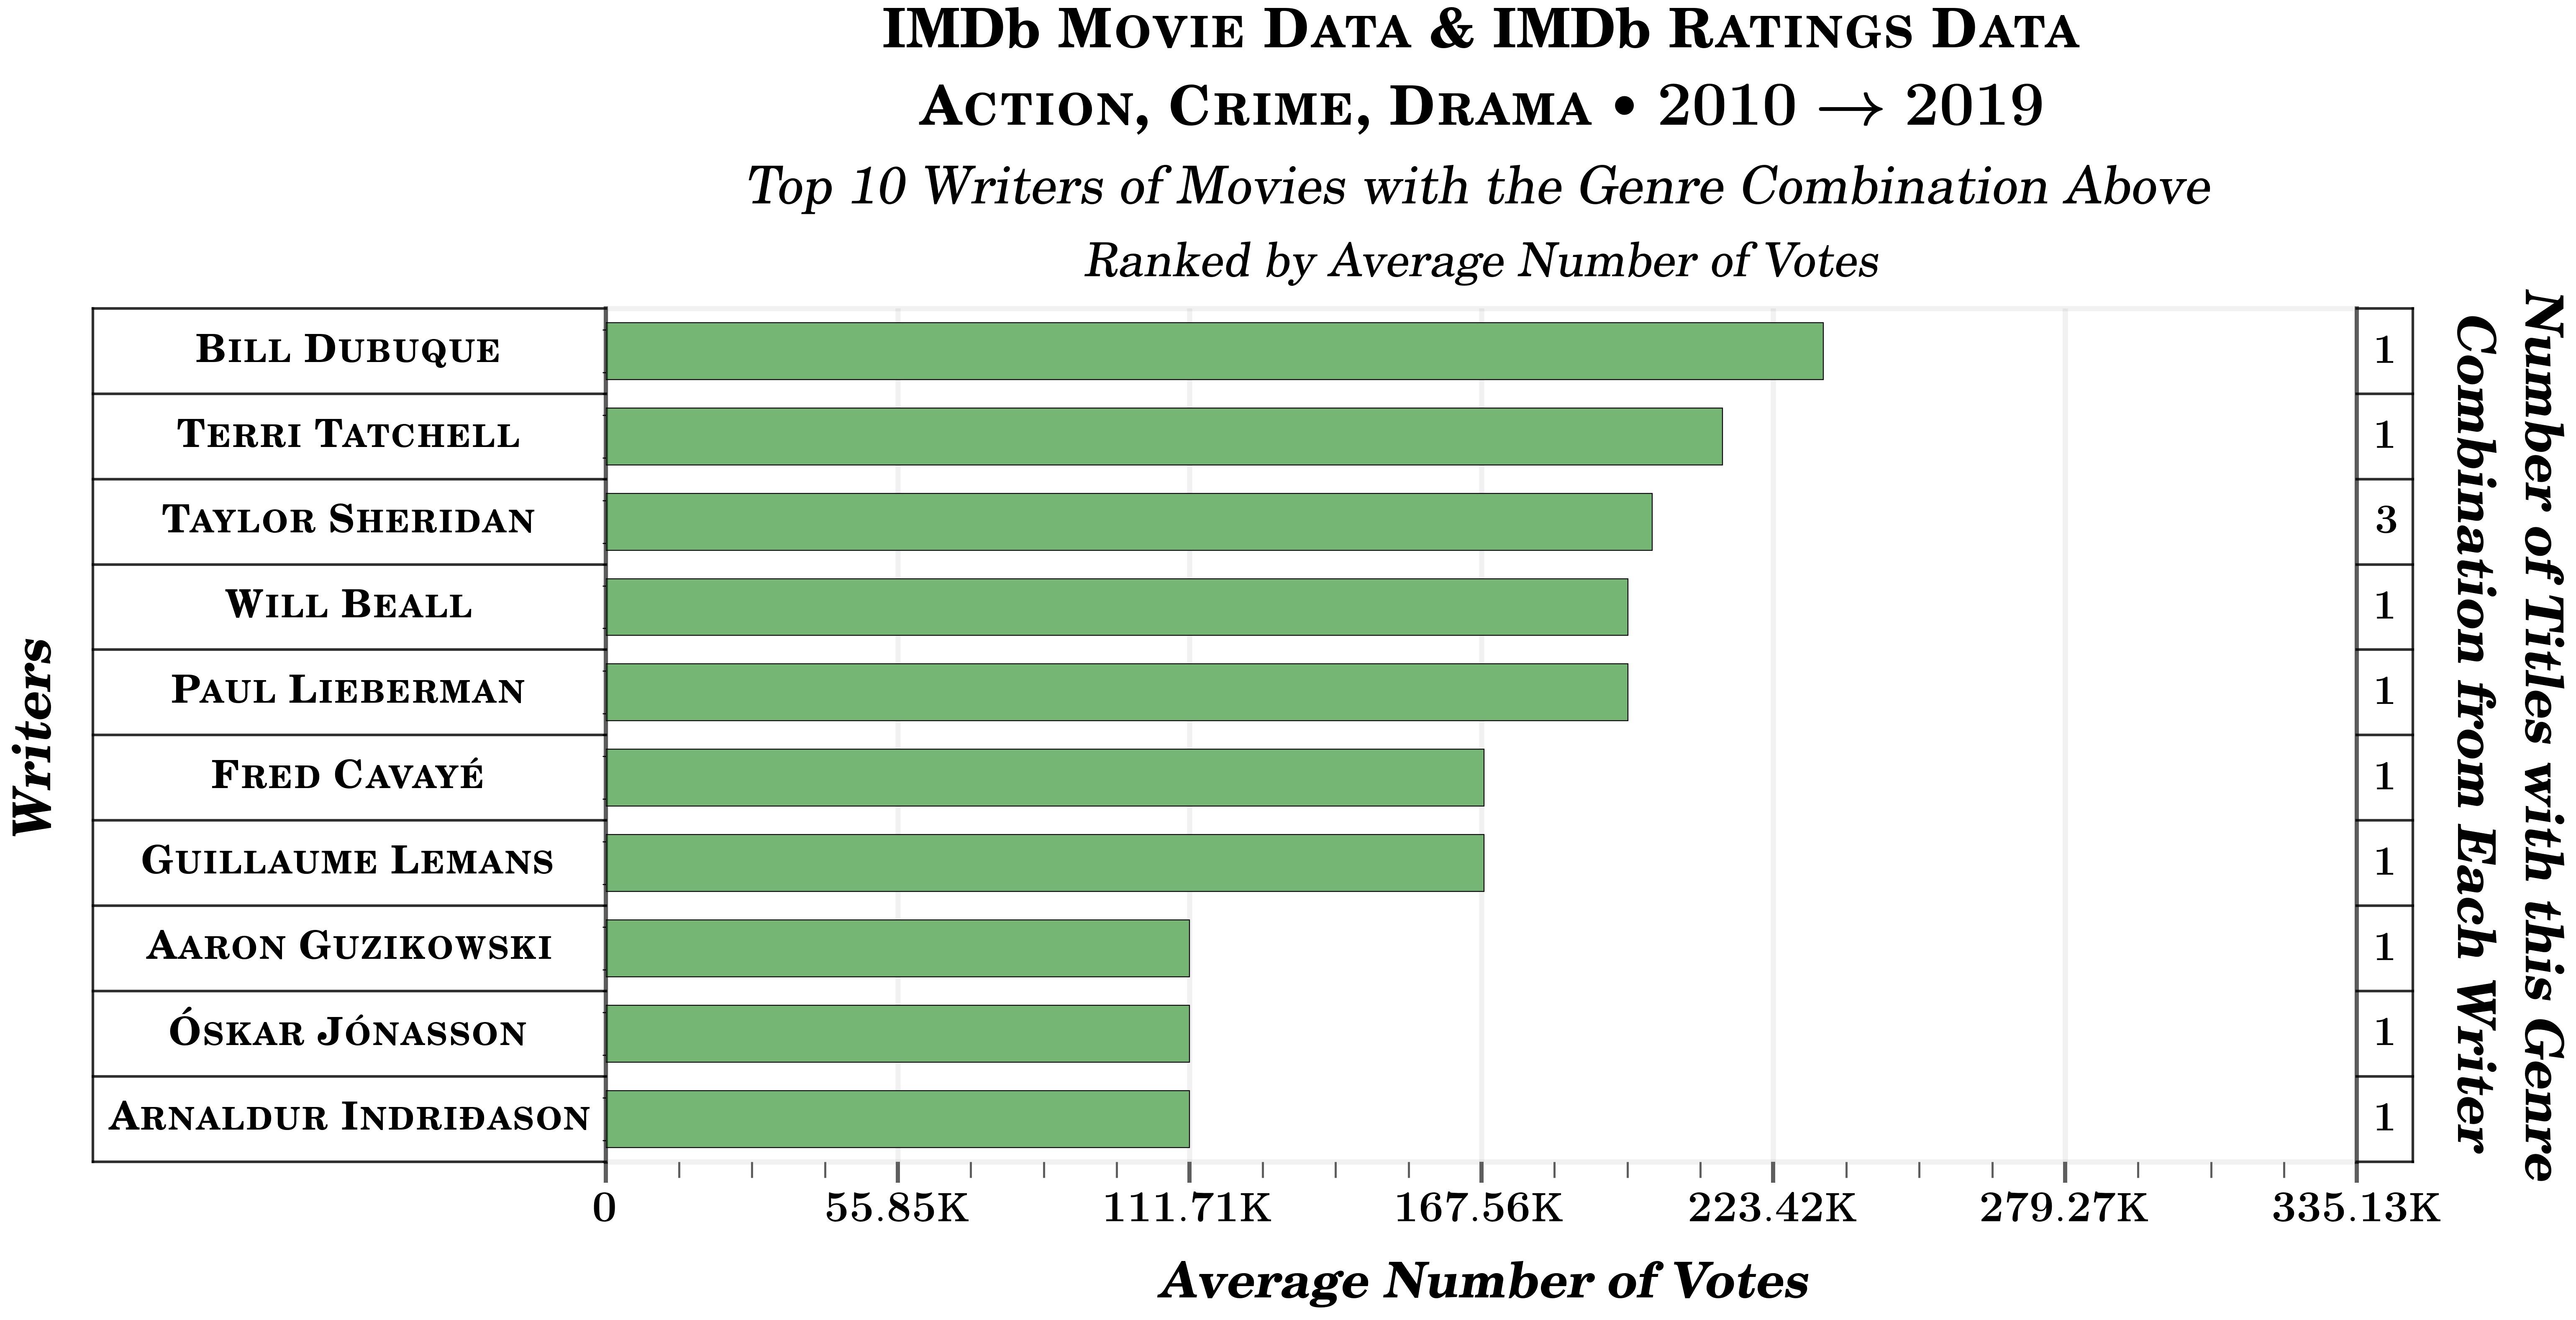 IMDb Movie Data & IMDb Ratings Data
Action, Crime, Drama • 2010 → 2019
Top 10 Writers of Movies with the Genre Combination Above
Ranked by Average Number of Votes
Writers
Bill Dubuque 1
Terri Tatchell 1
Taylor Sheridan 3
Will Beall 1
Paul Lieberman 1
Fred Cavayé 1
Guillaume Lemans 1
Aaron Guzikowski 1
Óskar Jónasson 1
Arnaldur Indriðason 1
0 55.85K 111.71K 167.56K 223.42K 279.27K 335.13K
Average Number of Votes
Number of Titles with this Genre
Combination from Each Writer